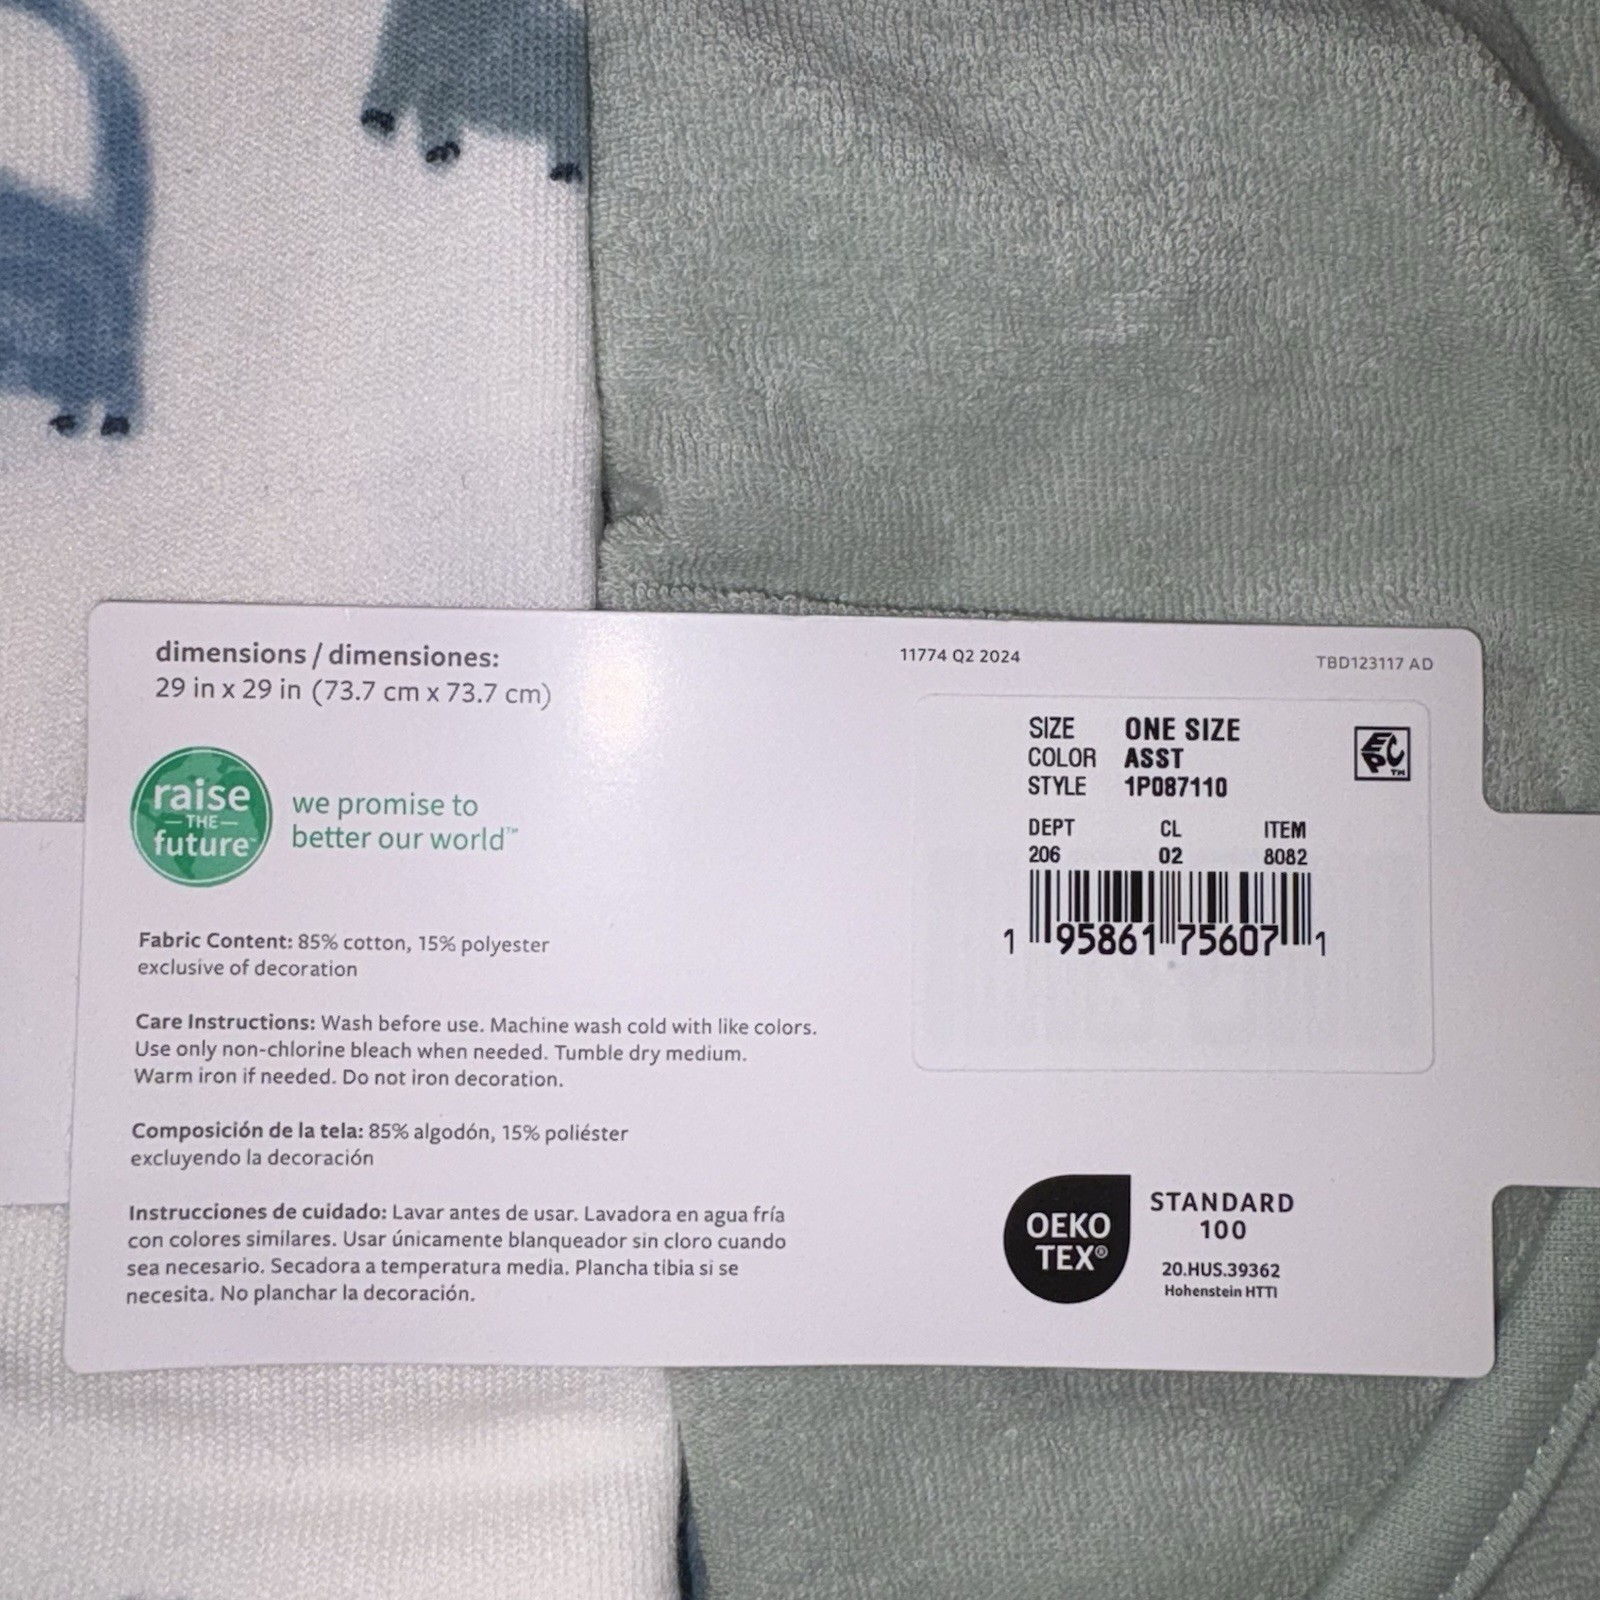 dimensions / dimensiones:
29 in x 29 in (73.7 cm x 73.7 cm)
raise
THE
future
we promise to
better our world™
Fabric Content: 85% cotton, 15% polyester
exclusive of decoration
Care Instructions: Wash before use. Machine wash cold with like colors.
Use only non-chlorine bleach when needed. Tumble dry medium.
Warm iron if needed. Do not iron decoration.
Composición de la tela: 85% algodón, 15% poliéster
excluyendo la decoración
Instrucciones de cuidado: Lavar antes de usar. Lavadora en agua fría
con colores similares. Usar únicamente blanqueador sin cloro cuando
sea necesario. Secadora a temperatura media. Plancha tibia si se
necesita. No planchar la decoración.
11774 Q2 2024
TBD123117 AD
SIZE ONE SIZE
COLOR ASST
STYLE 1P087110
EPC™
DEPT CL ITEM
206 02 8082
1 95861 75607 1
OEKO
TEX®
STANDARD
100
20.HUS.39362
Hohenstein HTTI